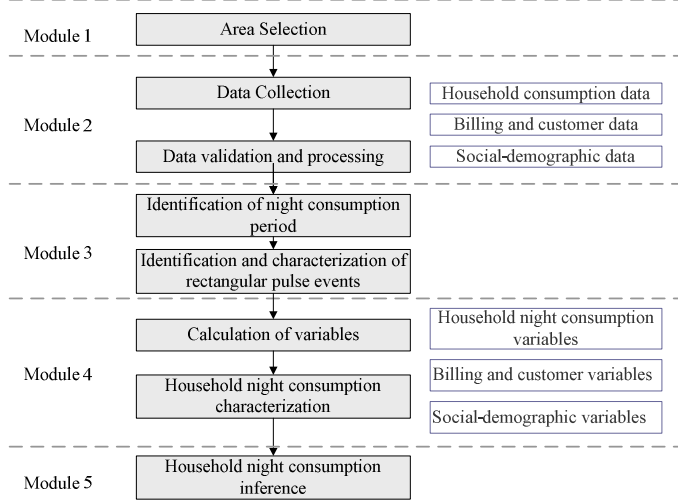 Module 1
Area Selection
Module 2
Data Collection
Data validation and processing
Household consumption data
Billing and customer data
Social-demographic data
Module 3
Identification of night consumption
period
Identification and characterization of
rectangular pulse events
Module 4
Calculation of variables
Household night consumption
characterization
Household night consumption
variables
Billing and customer variables
Social-demographic variables
Module 5
Household night consumption
inference